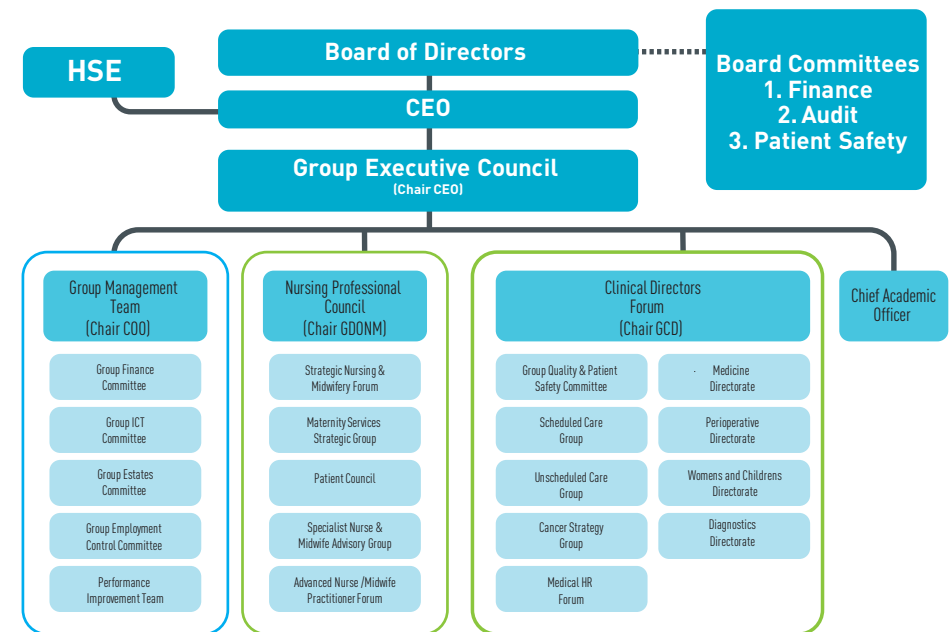 HSE
Board of Directors
Board Committees
1. Finance
2. Audit
3. Patient Safety
CEO
Group Executive Council
(Chair CEO)
Group Management
Team
(Chair COO)
Group Finance
Committee
Group ICT
Committee
Group Estates
Committee
Group Employment
Control Committee
Performance
Improvement Team
Nursing Professional
Council
(Chair GDONM)
Strategic Nursing &
Midwifery Forum
Maternity Services
Strategic Group
Patient Council
Specialist Nurse &
Midwife Advisory Group
Advanced Nurse /Midwife
Practitioner Forum
Clinical Directors
Forum
(Chair GCD)
Group Quality & Patient
Safety Committee
Scheduled Care
Group
Unscheduled Care
Group
Cancer Strategy
Group
Medical HR
Forum
Medicine
Directorate
Perioperative
Directorate
Womens and Childrens
Directorate
Diagnostics
Directorate
Chief Academic
Officer